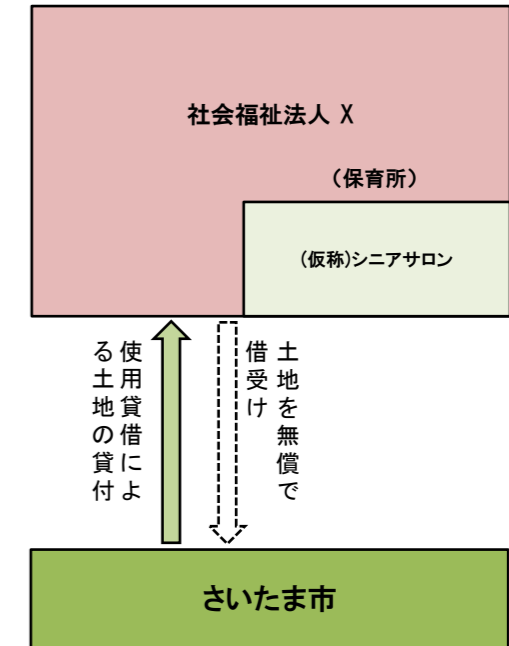 社会福祉法人 X
（保育所）
（仮称）シニアサロン
使用貸借によ
る土地の貸付
土地を無償で
借受け
さいたま市